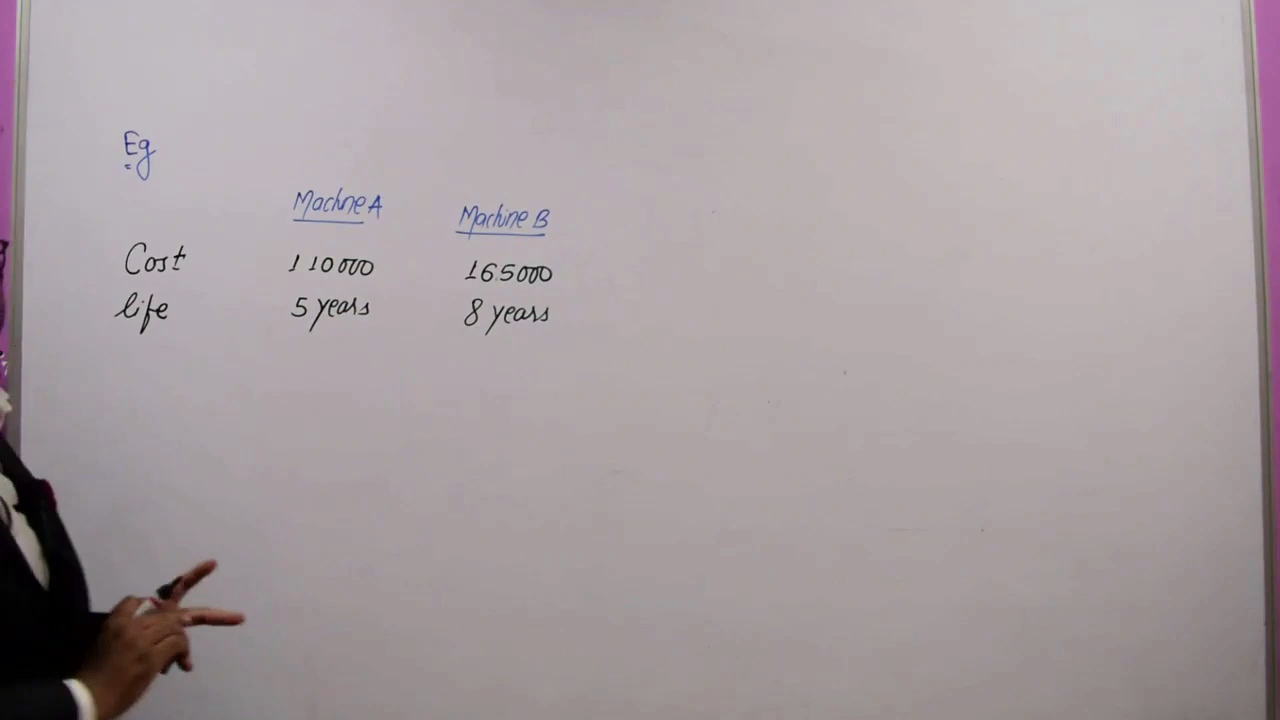 Eg
Machine A Machine B
Cost 110000 165000
life 5 years 8 years